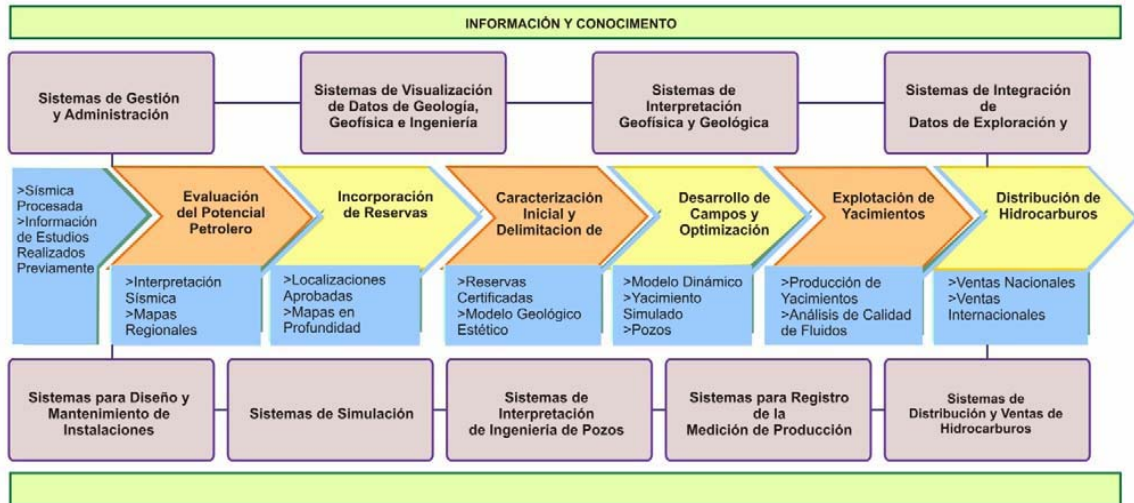 INFORMACIÓN Y CONOCIMENTO
Sistemas de Gestión
y Administración
Sistemas de Visualización
de Datos de Geología,
Geofísica e Ingeniería
Sistemas de
Interpretación
Geofísica y Geológica
Sistemas de Integración
de
Datos de Exploración y
>Sísmica
Procesada
>Información
de Estudios
Realizados
Previamente
Evaluación
del Potencial
Petrolero
Incorporación
de Reservas
Caracterización
Inicial y
Delimitacion de
Desarrollo de
Campos y
Optimización
Explotación de
Yacimientos
Distribución de
Hidrocarburos
>Interpretación
Sísmica
>Mapas
Regionales
>Localizaciones
Aprobadas
>Mapas en
Profundidad
>Reservas
Certificadas
>Modelo Geológico
Estético
>Modelo Dinámico
>Yacimiento
Simulado
>Pozos
>Producción de
Yacimientos
>Análisis de Calidad
de Fluidos
>Ventas Nacionales
>Ventas
Internacionales
Sistemas para Diseño y
Mantenimiento de
Instalaciones
Sistemas de Simulación
Sistemas de
Interpretación
de Ingeniería de Pozos
Sistemas para Registro
de la
Medición de Producción
Sistemas de
Distribución y Ventas de
Hidrocarburos